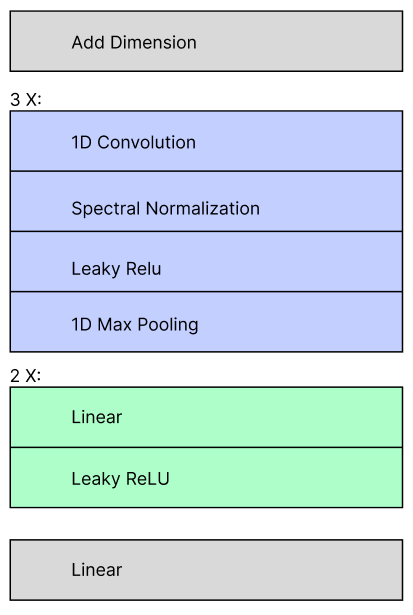 Add Dimension
3 X:
1D Convolution
Spectral Normalization
Leaky Relu
1D Max Pooling
2 X:
Linear
Leaky ReLU
Linear